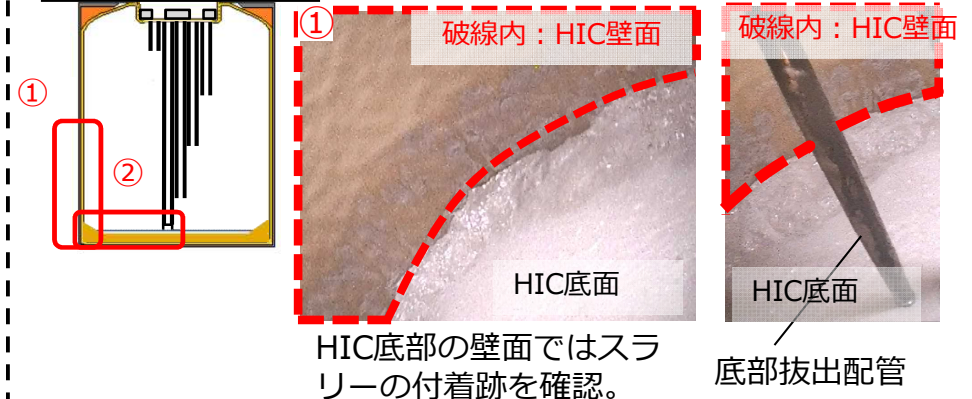 ①
②
①
破線内：HIC壁面
HIC底面
HIC底部の壁面ではスラ
リーの付着跡を確認。
破線内：HIC壁面
HIC底面
底部抜出配管